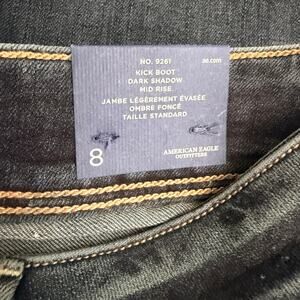 NO. 9261
ae.com
KICK BOOT
DARK SHADOW
MID RISE
JAMBE LÉGÈREMENT ÉVASÉE
OMBRE FONCÉ
TAILLE STANDARD
8
AMERICAN EAGLE
OUTFITTERS